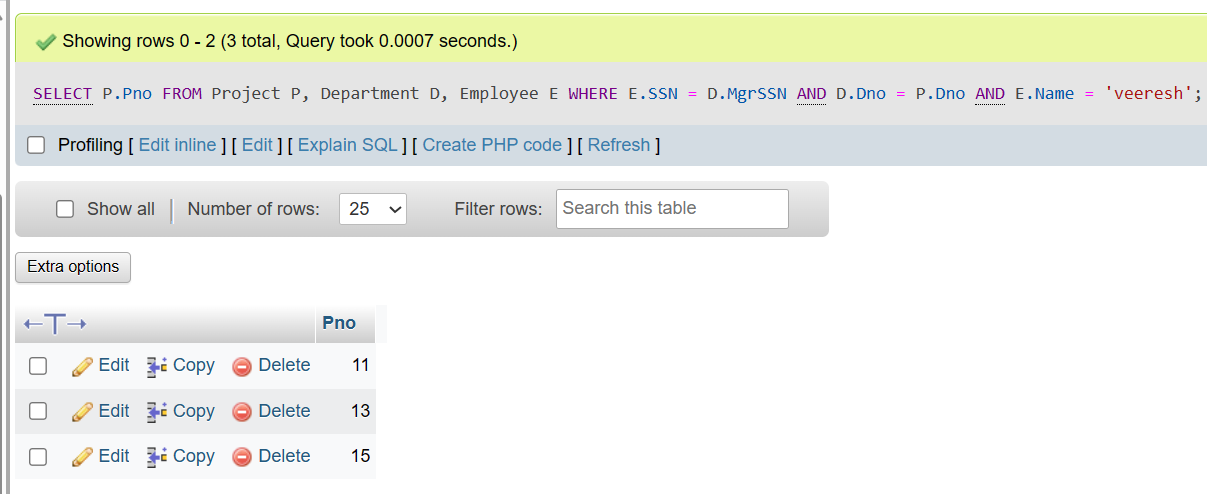 Showing rows 0 - 2 (3 total, Query took 0.0007 seconds.)
SELECT P.Pno FROM Project P, Department D, Employee E WHERE E.SSN = D.MgrSSN AND D.Dno = P.Dno AND E.Name = 'veeresh';
Profiling [ Edit inline ] [ Edit ] [ Explain SQL ] [ Create PHP code ] [ Refresh ]
Show all | Number of rows: 25 Filter rows: Search this table
Extra options
←T→ Pno
Edit Copy Delete 11
Edit Copy Delete 13
Edit Copy Delete 15